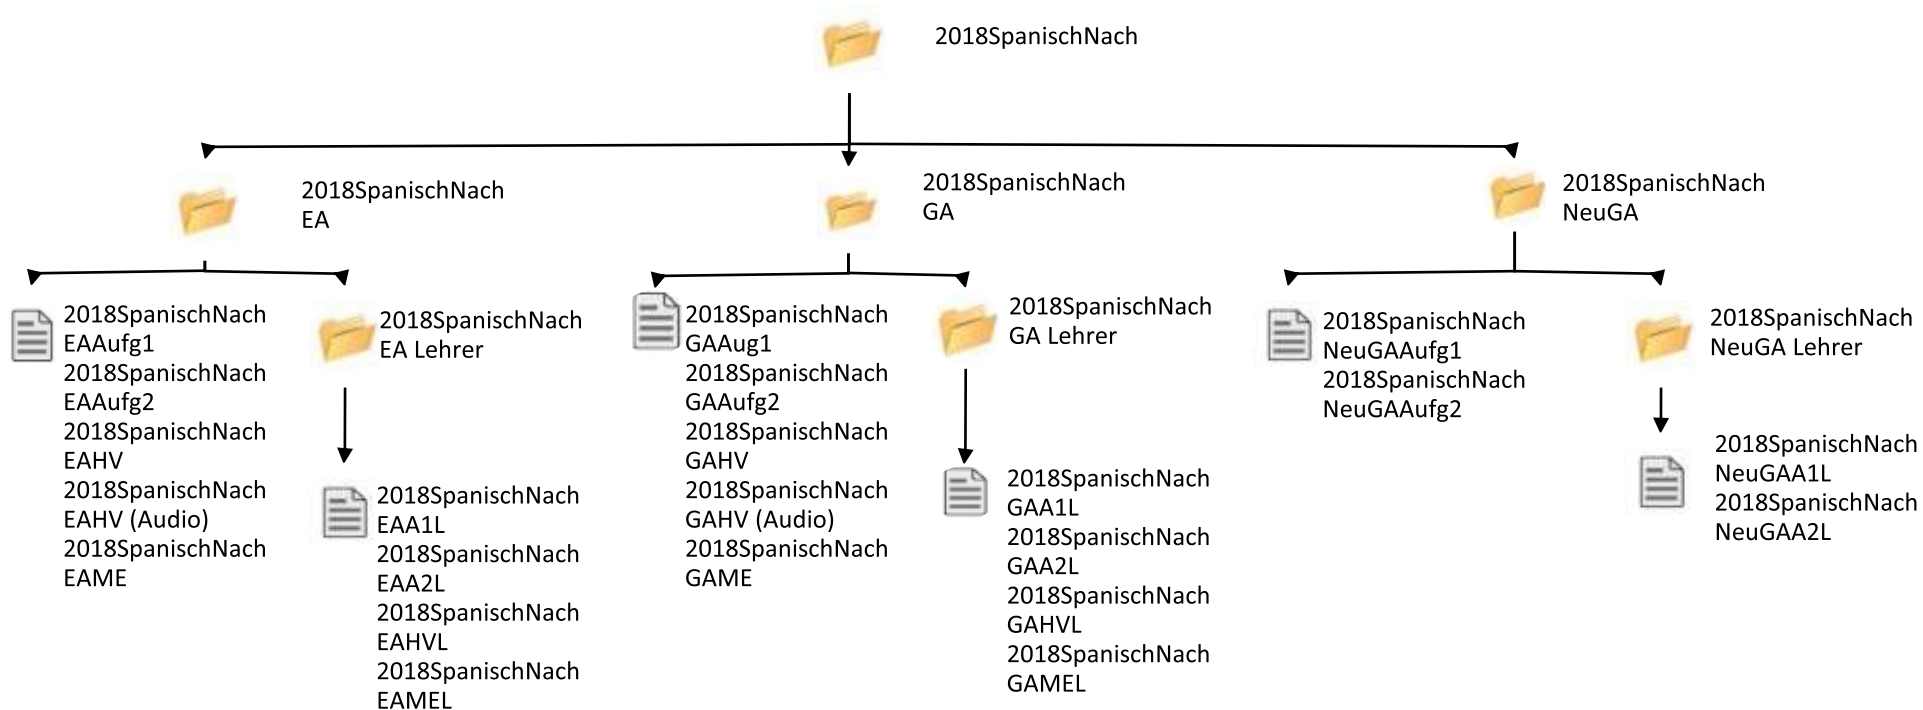 2018SpanischNach
2018SpanischNach
EA
2018SpanischNach
GA
2018SpanischNach
NeuGA
2018SpanischNach
EAAufg1
2018SpanischNach
EAAufg2
2018SpanischNach
EAHV
2018SpanischNach
EAHV (Audio)
2018SpanischNach
EAME
2018SpanischNach
EA Lehrer
2018SpanischNach
EAA1L
2018SpanischNach
EAA2L
2018SpanischNach
EAHVL
2018SpanischNach
EAMEL
2018SpanischNach
GAAug1
2018SpanischNach
GAAufg2
2018SpanischNach
GAHV
2018SpanischNach
GAHV (Audio)
2018SpanischNach
GAME
2018SpanischNach
GA Lehrer
2018SpanischNach
GAA1L
2018SpanischNach
GAA2L
2018SpanischNach
GAHVL
2018SpanischNach
GAMEL
2018SpanischNach
NeuGAAufg1
2018SpanischNach
NeuGAAufg2
2018SpanischNach
NeuGA Lehrer
2018SpanischNach
NeuGAA1L
2018SpanischNach
NeuGAA2L